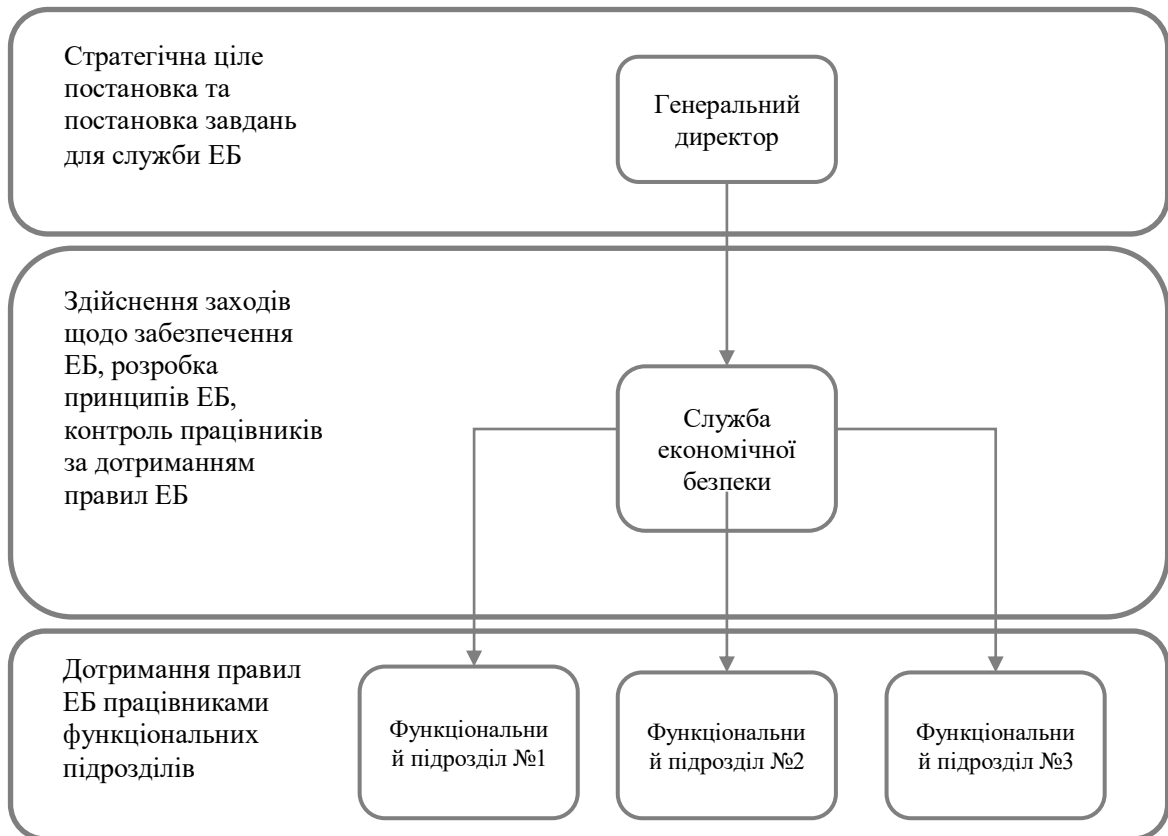 Стратегічна ціле
постановка та
постановка завдань
для служби ЕБ
Генеральний
директор
Здійснення заходів
щодо забезпечення
ЕБ, розробка
принципів ЕБ,
контроль працівників
за дотриманням
правил ЕБ
Служба
економічної
безпеки
Дотримання правил
ЕБ працівниками
функціональних
підрозділів
Функціональни
й підрозділ №1
Функціональни
й підрозділ №2
Функціональни
й підрозділ №3